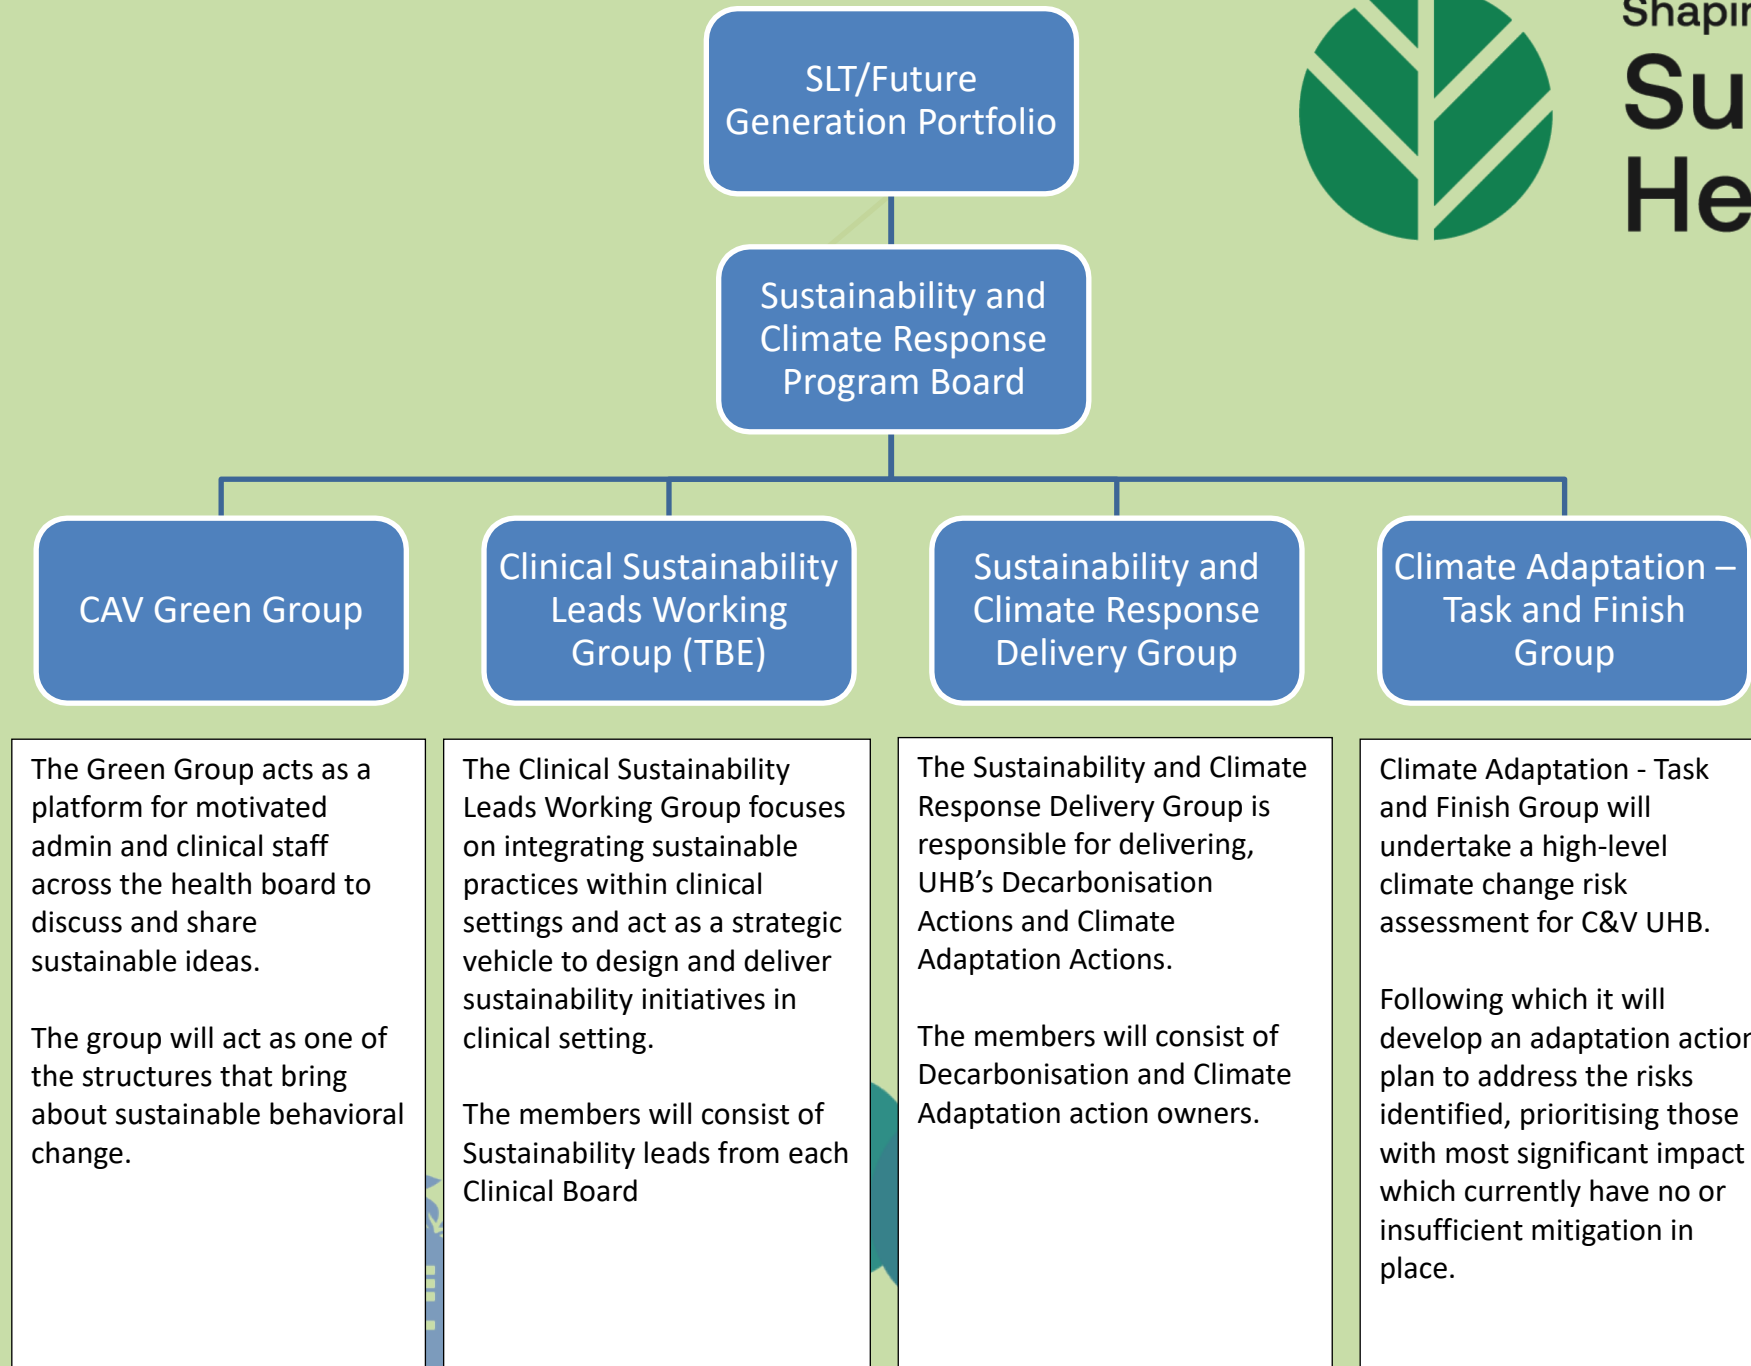 SLT/Future
Generation Portfolio
Sustainability and
Climate Response
Program Board
CAV Green Group
Clinical Sustainability
Leads Working
Group (TBE)
Sustainability and
Climate Response
Delivery Group
Climate Adaptation –
Task and Finish
Group
The Green Group acts as a
platform for motivated
admin and clinical staff
across the health board to
discuss and share
sustainable ideas.
The group will act as one of
the structures that bring
about sustainable behavioral
change.
The Clinical Sustainability
Leads Working Group focuses
on integrating sustainable
practices within clinical
settings and act as a strategic
vehicle to design and deliver
sustainability initiatives in
clinical setting.
The members will consist of
Sustainability leads from each
Clinical Board
The Sustainability and Climate
Response Delivery Group is
responsible for delivering,
UHB’s Decarbonisation
Actions and Climate
Adaptation Actions.
The members will consist of
Decarbonisation and Climate
Adaptation action owners.
Climate Adaptation - Task
and Finish Group will
undertake a high-level
climate change risk
assessment for C&V UHB.
Following which it will
develop an adaptation action
plan to address the risks
identified, prioritising those
with most significant impact
which currently have no or
insufficient mitigation in
place.